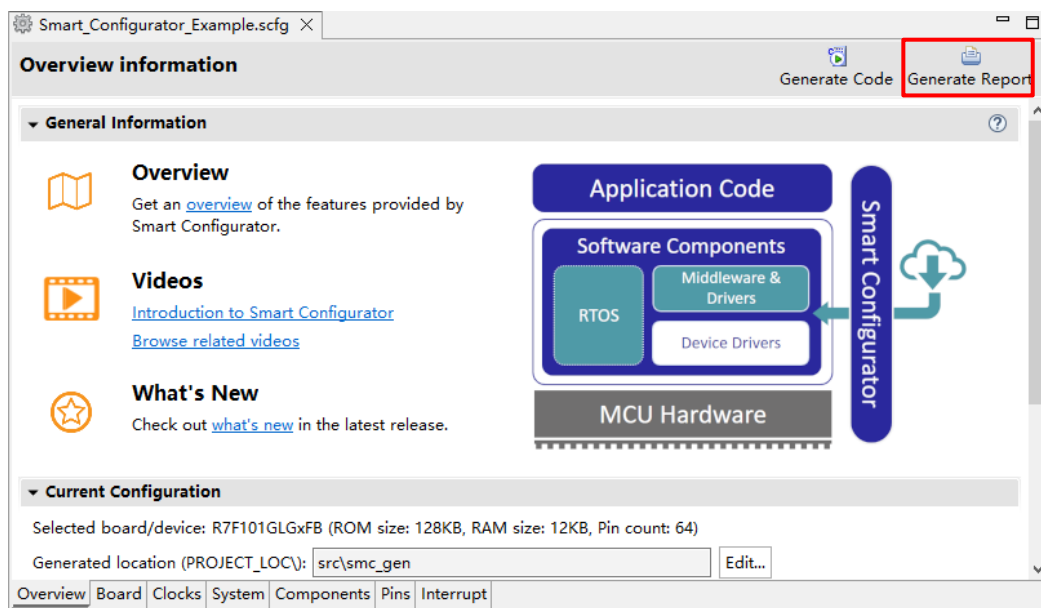 Smart_Configurator_Example.scfg
Overview information
Generate Code
Generate Report
General Information
Overview
Get an overview of the features provided by
Smart Configurator.
Videos
Introduction to Smart Configurator
Browse related videos
What's New
Check out what's new in the latest release.
Application Code
Software Components
RTOS
Middleware &
Drivers
Device Drivers
MCU Hardware
Smart Configurator
Current Configuration
Selected board/device: R7F101GLGxFB (ROM size: 128KB, RAM size: 12KB, Pin count: 64)
Generated location (PROJECT_LOC\): src\smc_gen Edit...
Overview Board Clocks System Components Pins Interrupt